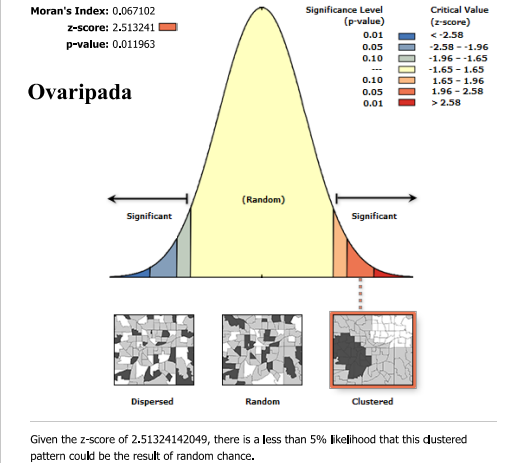 Moran's Index: 0.067102
z-score: 2.513241
p-value: 0.011963
Ovaripada
Significance Level
(p-value)
Critical Value
(z-score)
0.01 < -2.58
0.05 -2.58 - -1.96
0.10 -1.96 - -1.65
--- -1.65 - 1.65
0.10 1.65 - 1.96
0.05 1.96 - 2.58
0.01 > 2.58
(Random)
Significant
Significant
Dispersed
Random
Clustered
Given the z-score of 2.51324142049, there is a less than 5% likelihood that this clustered
pattern could be the result of random chance.